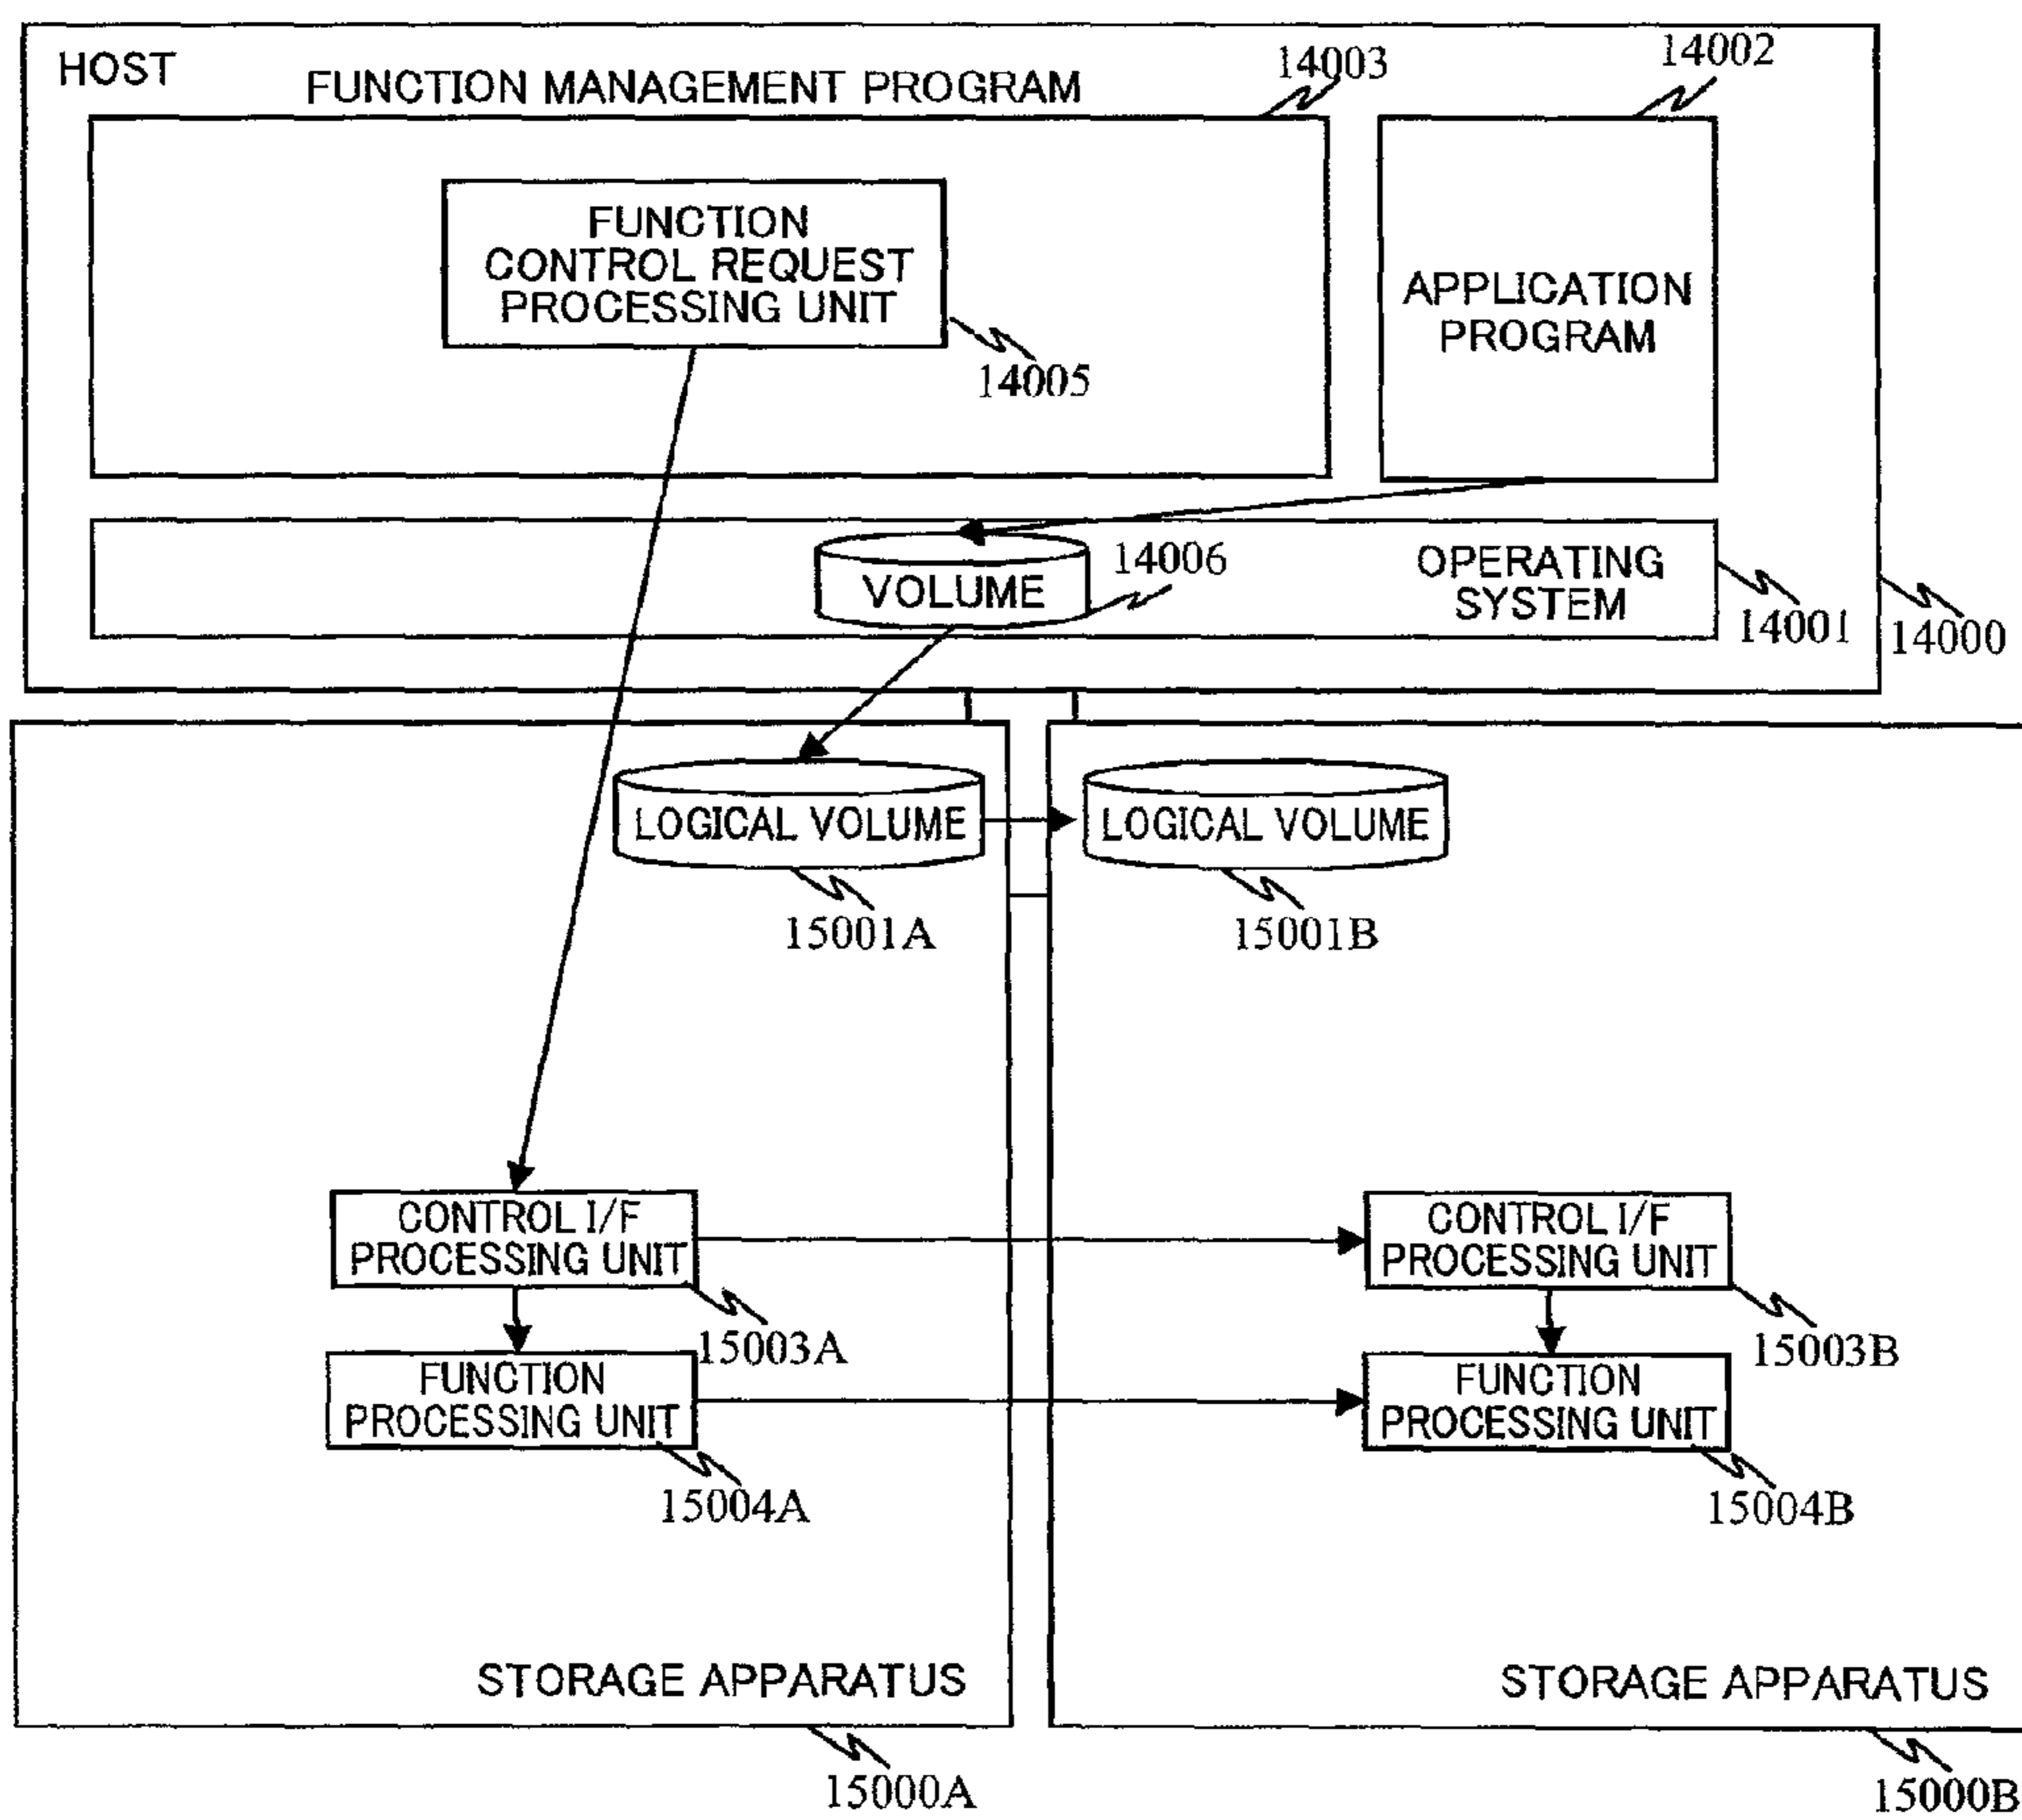 HOST
FUNCTION MANAGEMENT PROGRAM
14003
14002
FUNCTION
CONTROL REQUEST
PROCESSING UNIT
14005
APPLICATION
PROGRAM
VOLUME
14006
OPERATING
SYSTEM
14001
14000
LOGICAL VOLUME
LOGICAL VOLUME
15001A
15001B
CONTROL I/F
PROCESSING UNIT
15003A
CONTROL I/F
PROCESSING UNIT
15003B
FUNCTION
PROCESSING UNIT
15004A
FUNCTION
PROCESSING UNIT
15004B
STORAGE APPARATUS
STORAGE APPARATUS
15000A
15000B